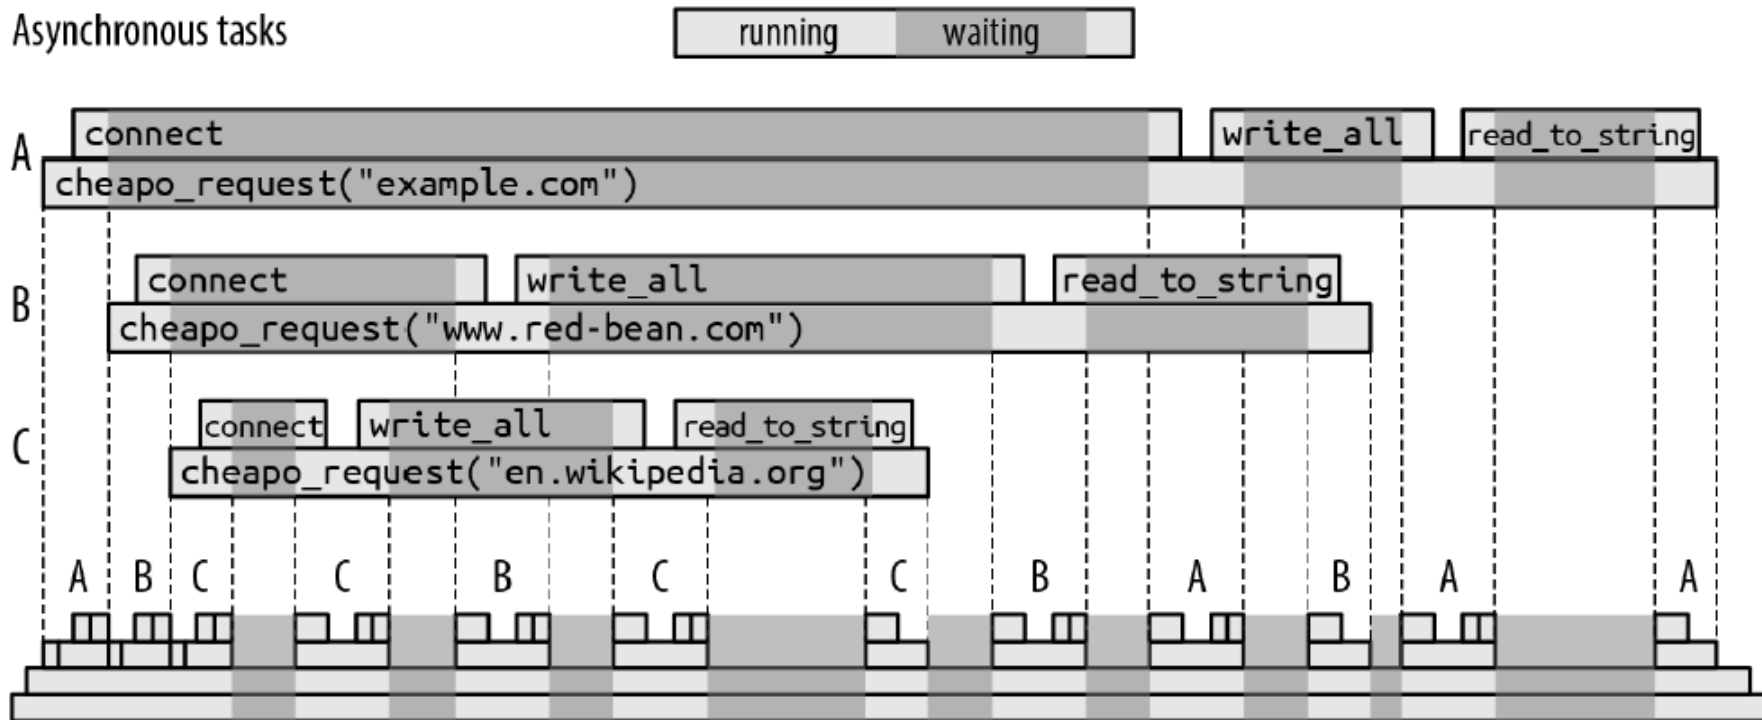 Asynchronous tasks
running waiting
A
connect write_all read_to_string
cheapo_request("example.com")
B
connect write_all read_to_string
cheapo_request("www.red-bean.com")
C
connect write_all read_to_string
cheapo_request("en.wikipedia.org")
A B C C B C C B A B A A